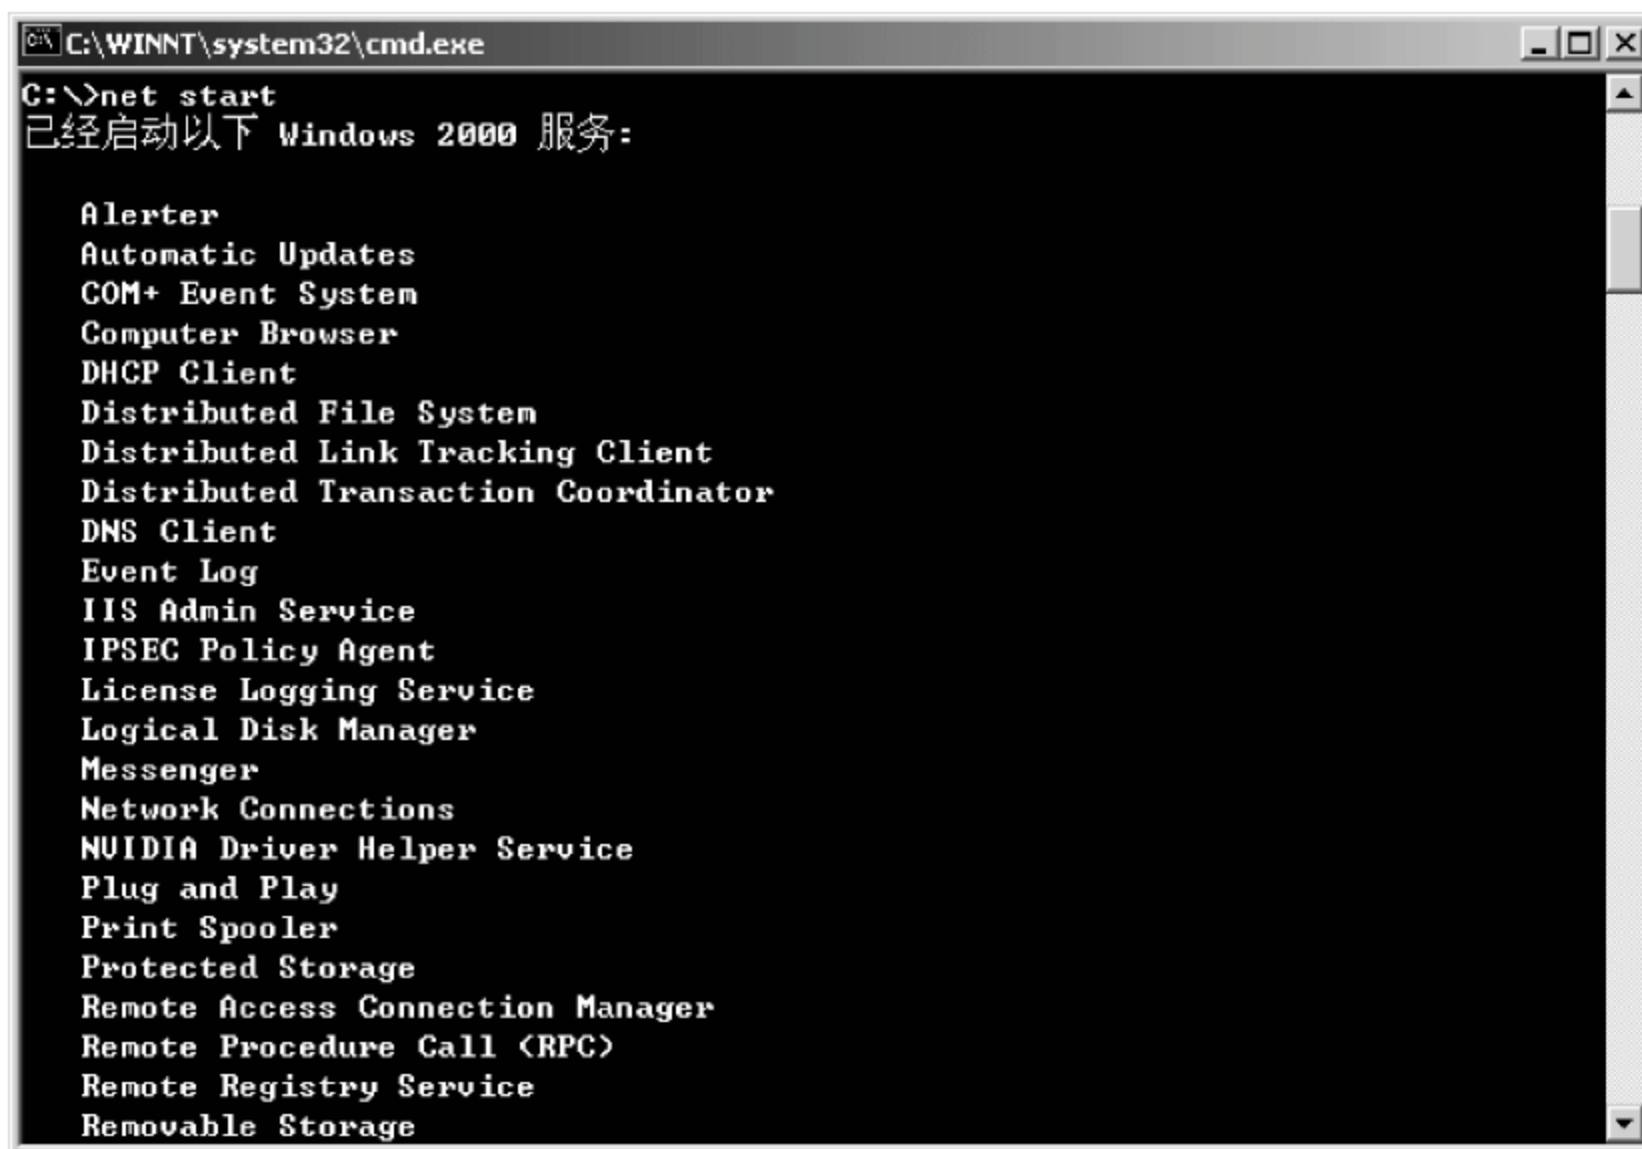 C:\WINNT\system32\cmd.exe
C:\>net start
已经启动以下 Windows 2000 服务:
Alerter
Automatic Updates
COM+ Event System
Computer Browser
DHCP Client
Distributed File System
Distributed Link Tracking Client
Distributed Transaction Coordinator
DNS Client
Event Log
IIS Admin Service
IPSEC Policy Agent
License Logging Service
Logical Disk Manager
Messenger
Network Connections
NVIDIA Driver Helper Service
Plug and Play
Print Spooler
Protected Storage
Remote Access Connection Manager
Remote Procedure Call (RPC)
Remote Registry Service
Removable Storage